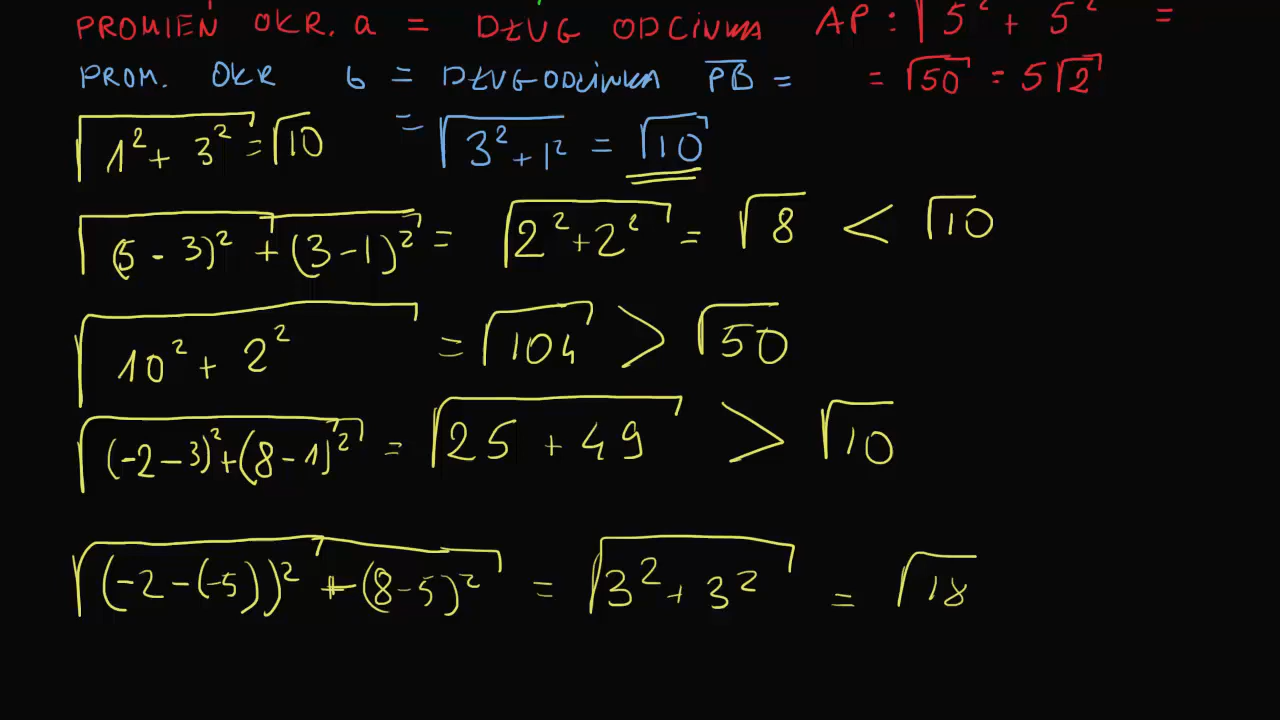 PROMIEŃ OKR. a = DŁUG ODCINKA AP : √5² + 5² =
PROM. OKR b = DŁUG ODCINKA PB = = √50 = 5√2
√1² + 3² = √10 = √3² + 1² = √10
√(5 - 3)² + (3 - 1)² = √2² + 2² = √8 < √10
√10² + 2² = √104 > √50
√(-2 - 3)² + (8 - 1)² = √25 + 49 > √10
√(-2 - (-5))² + (8 - 5)² = √3² + 3² = √18